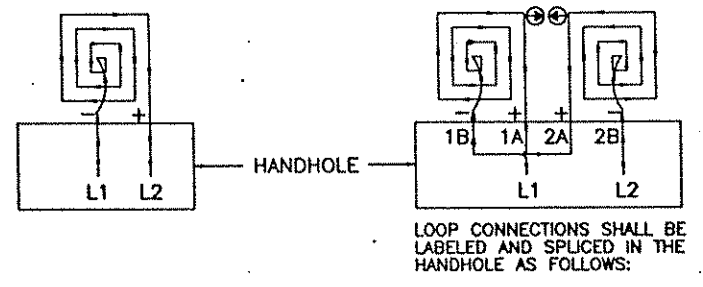 − +
− + + −
1B 1A 2A 2B
HANDHOLE
L1 L2
L1 L2
LOOP CONNECTIONS SHALL BE
LABELED AND SPLICED IN THE
HANDHOLE AS FOLLOWS: